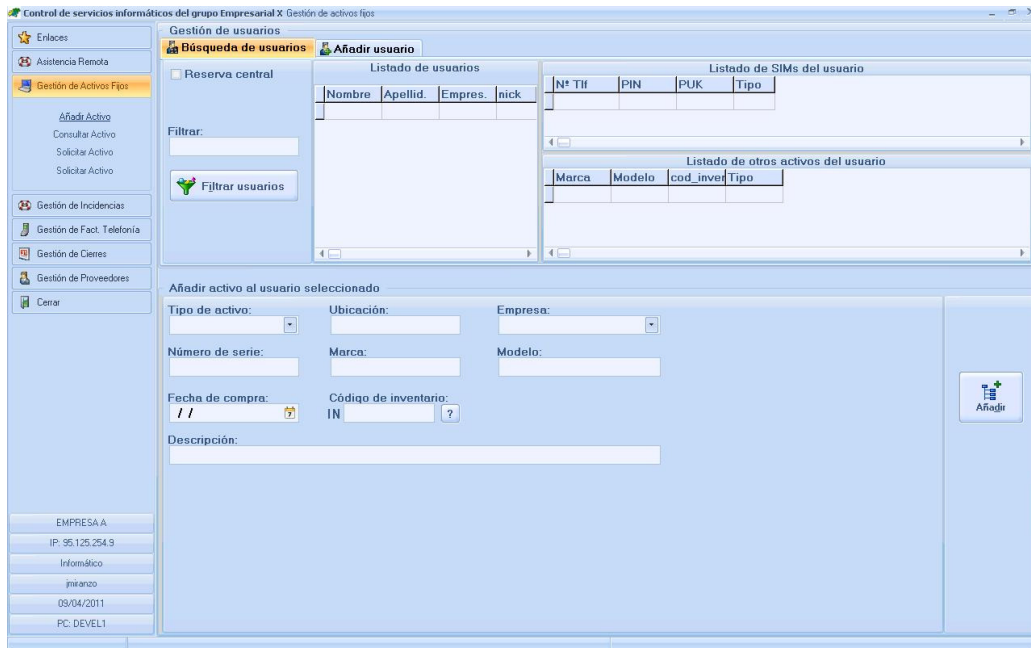 Control de servicios informáticos del grupo Empresarial X Gestión de activos fijos
Enlaces
Asistencia Remota
Gestión de Activos Fijos
Añadir Activo
Consultar Activo
Solicitar Activo
Solicitar Activo
Gestión de Incidencias
Gestión de Fact. Telefonía
Gestión de Cierres
Gestión de Proveedores
Cerrar
EMPRESA A
IP: 95.125.254.9
Informático
jmiranzo
09/04/2011
PC: DEVEL1
Gestión de usuarios
Búsqueda de usuarios Añadir usuario
Reserva central
Filtrar:
Filtrar usuarios
Listado de usuarios
Nombre Apellid. Empres. nick
Listado de SIMs del usuario
Nº Tlf PIN PUK Tipo
Listado de otros activos del usuario
Marca Modelo cod_inver Tipo
Añadir activo al usuario seleccionado
Tipo de activo: Ubicación: Empresa:
Número de serie: Marca: Modelo:
Fecha de compra: Código de inventario:
/ / 7 IN ?
Descripción:
Añadir